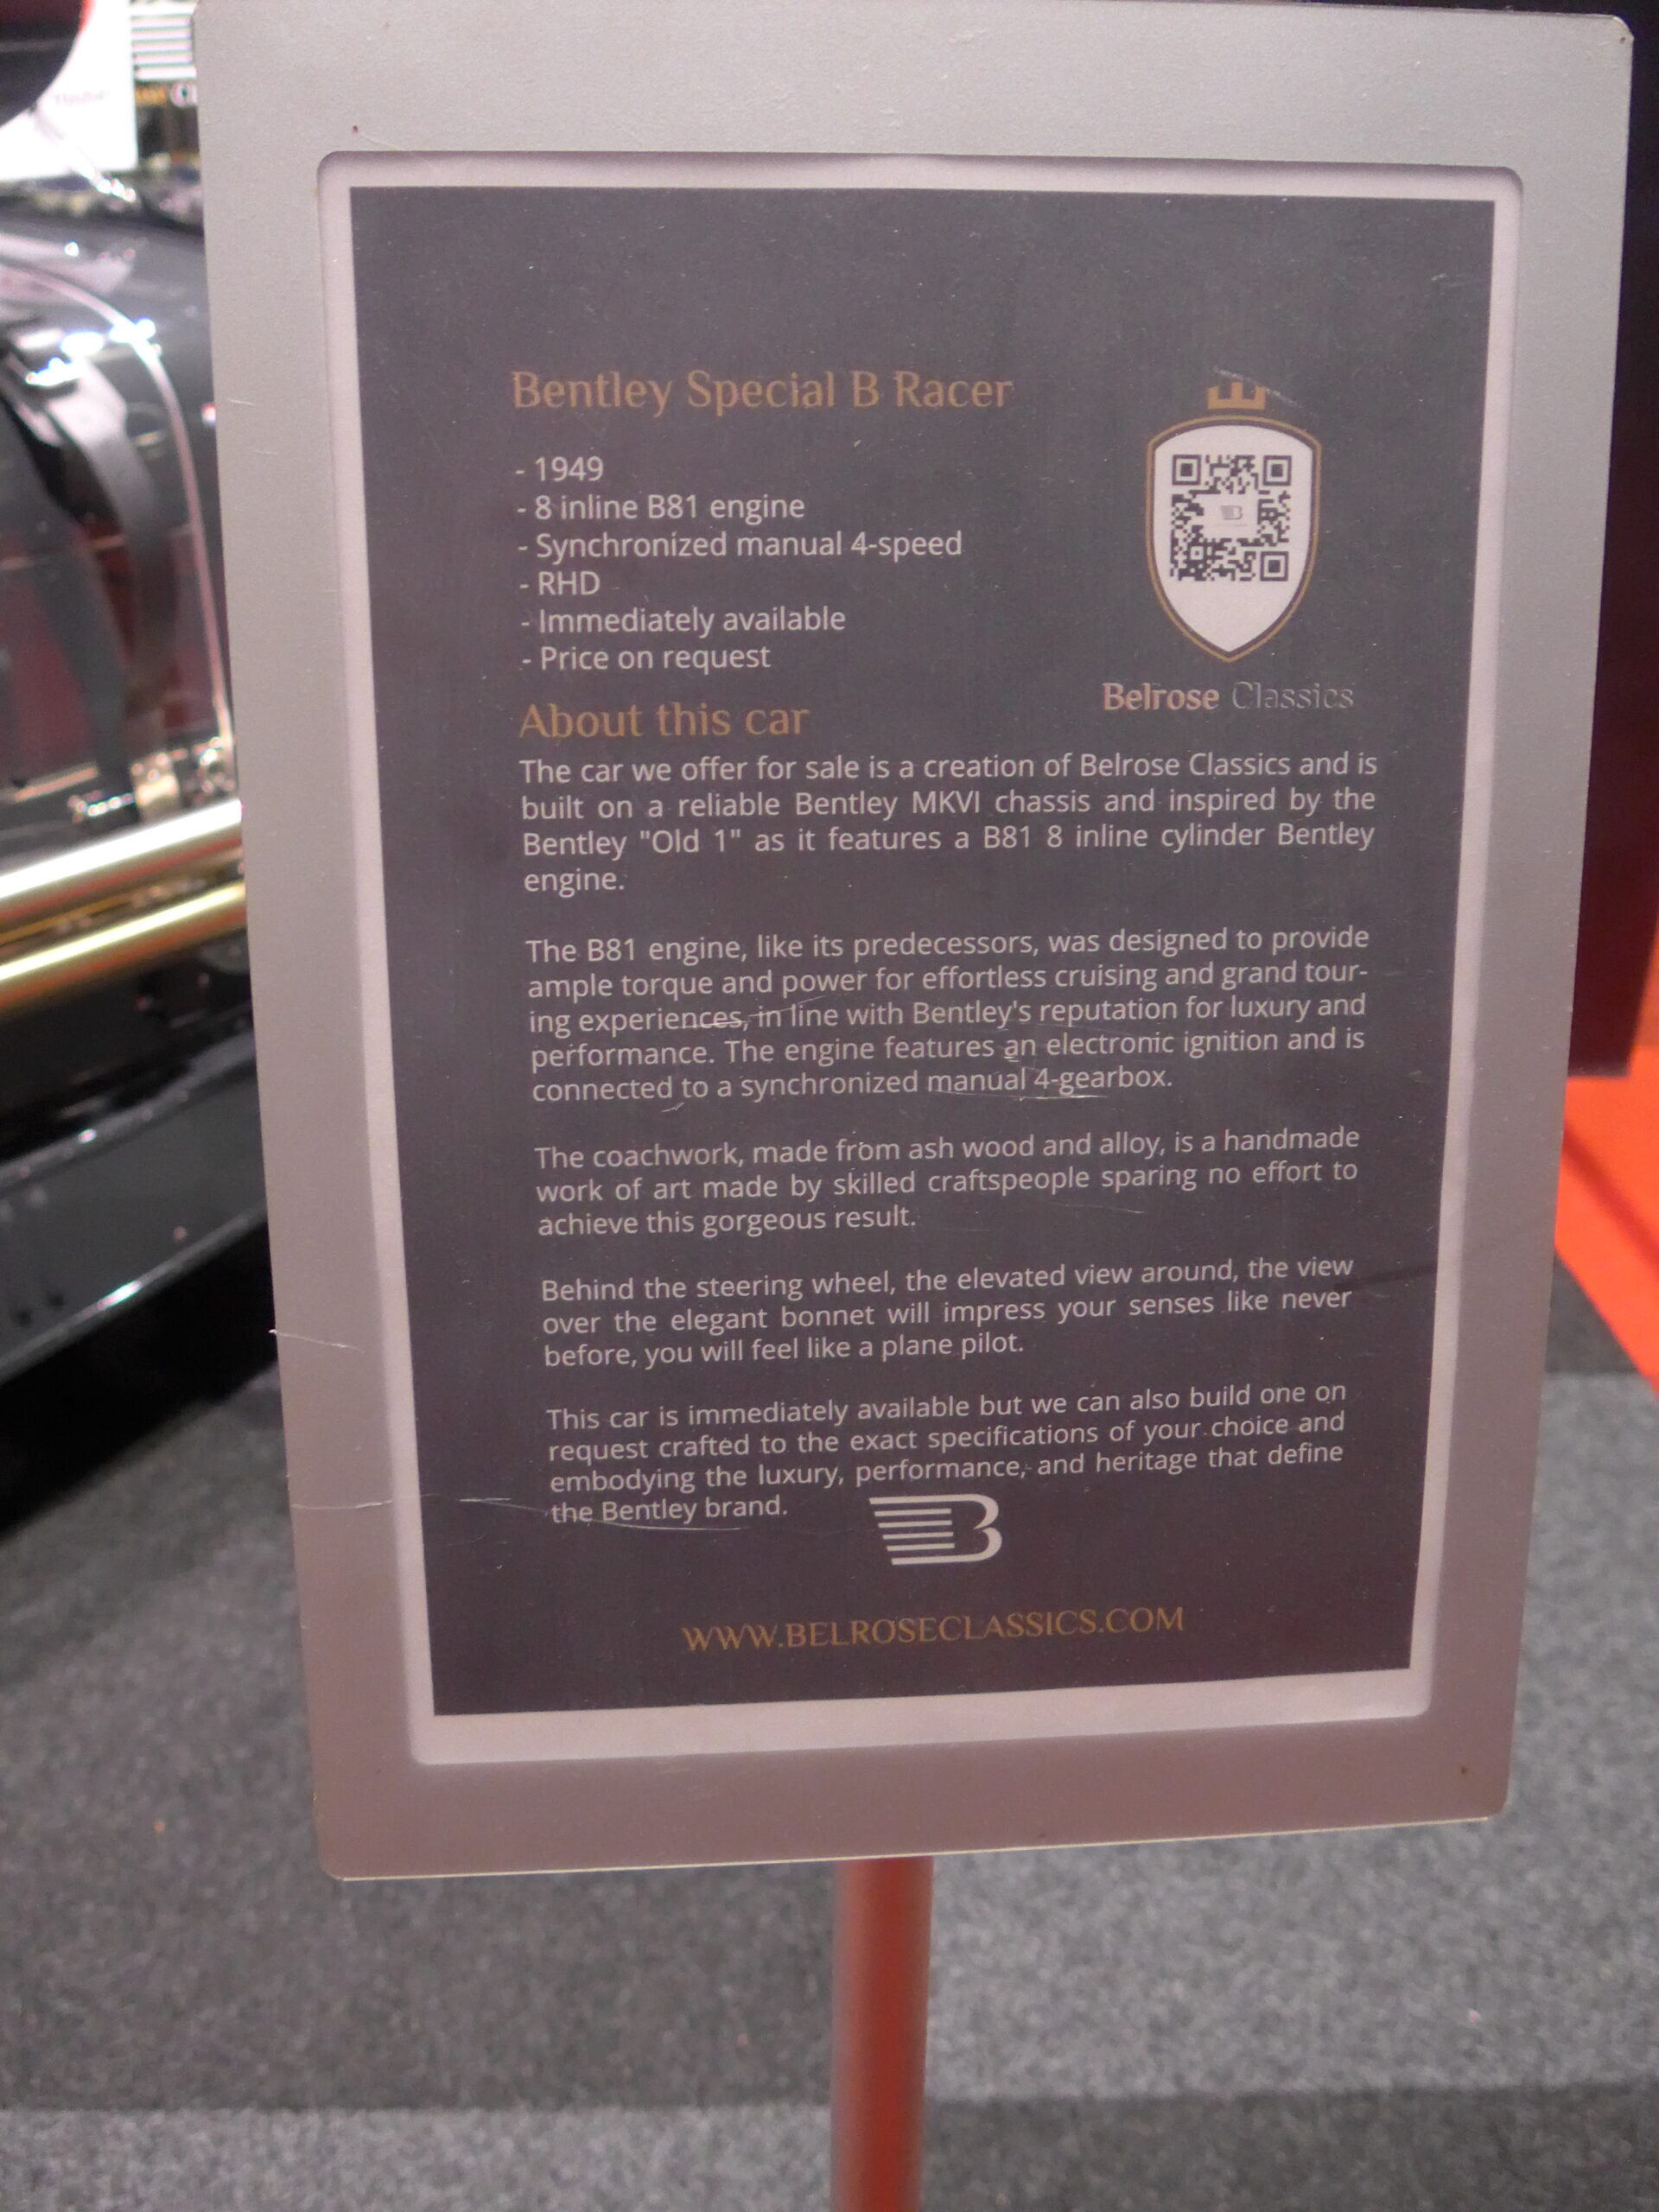 Bentley Special B Racer
- 1949
- 8 inline B81 engine
- Synchronized manual 4-speed
- RHD
- Immediately available
- Price on request
Belrose Classics
About this car
The car we offer for sale is a creation of Belrose Classics and is
built on a reliable Bentley MKVI chassis and inspired by the
Bentley "Old 1" as it features a B81 8 inline cylinder Bentley
engine.
The B81 engine, like its predecessors, was designed to provide
ample torque and power for effortless cruising and grand tour-
ing experiences, in line with Bentley's reputation for luxury and
performance. The engine features an electronic ignition and is
connected to a synchronized manual 4-gearbox.
The coachwork, made from ash wood and alloy, is a handmade
work of art made by skilled craftspeople sparing no effort to
achieve this gorgeous result.
Behind the steering wheel, the elevated view around, the view
over the elegant bonnet will impress your senses like never
before, you will feel like a plane pilot.
This car is immediately available but we can also build one on
request crafted to the exact specifications of your choice and
embodying the luxury, performance, and heritage that define
the Bentley brand.
B
WWW.BELROSECLASSICS.COM